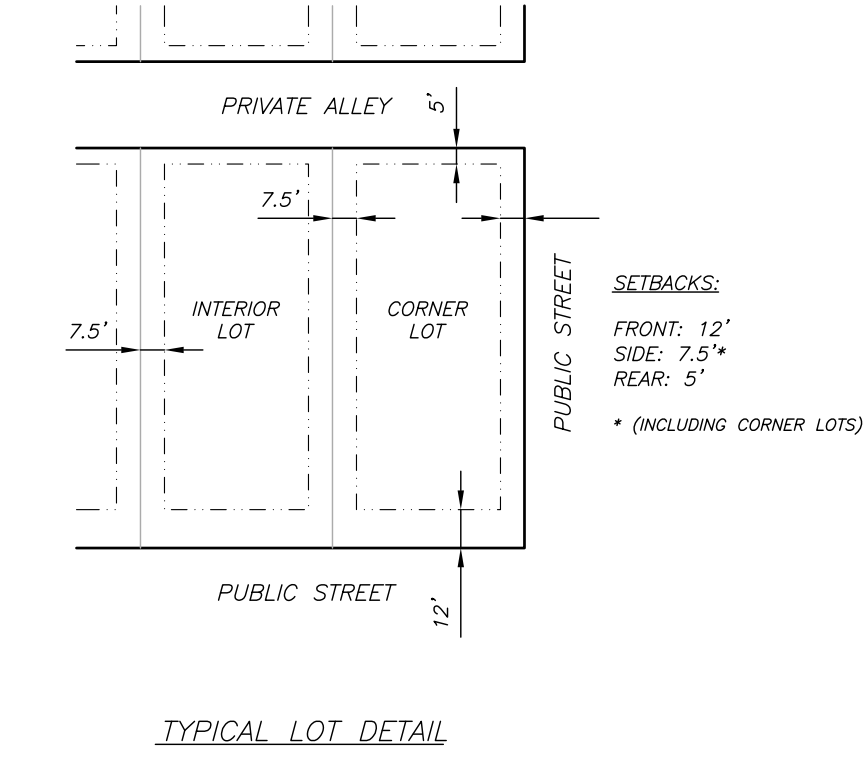 PRIVATE ALLEY
5'
7.5'
INTERIOR
LOT
CORNER
LOT
7.5'
PUBLIC STREET
SETBACKS:
FRONT: 12'
SIDE: 7.5'*
REAR: 5'
* (INCLUDING CORNER LOTS)
PUBLIC STREET
12'
TYPICAL LOT DETAIL